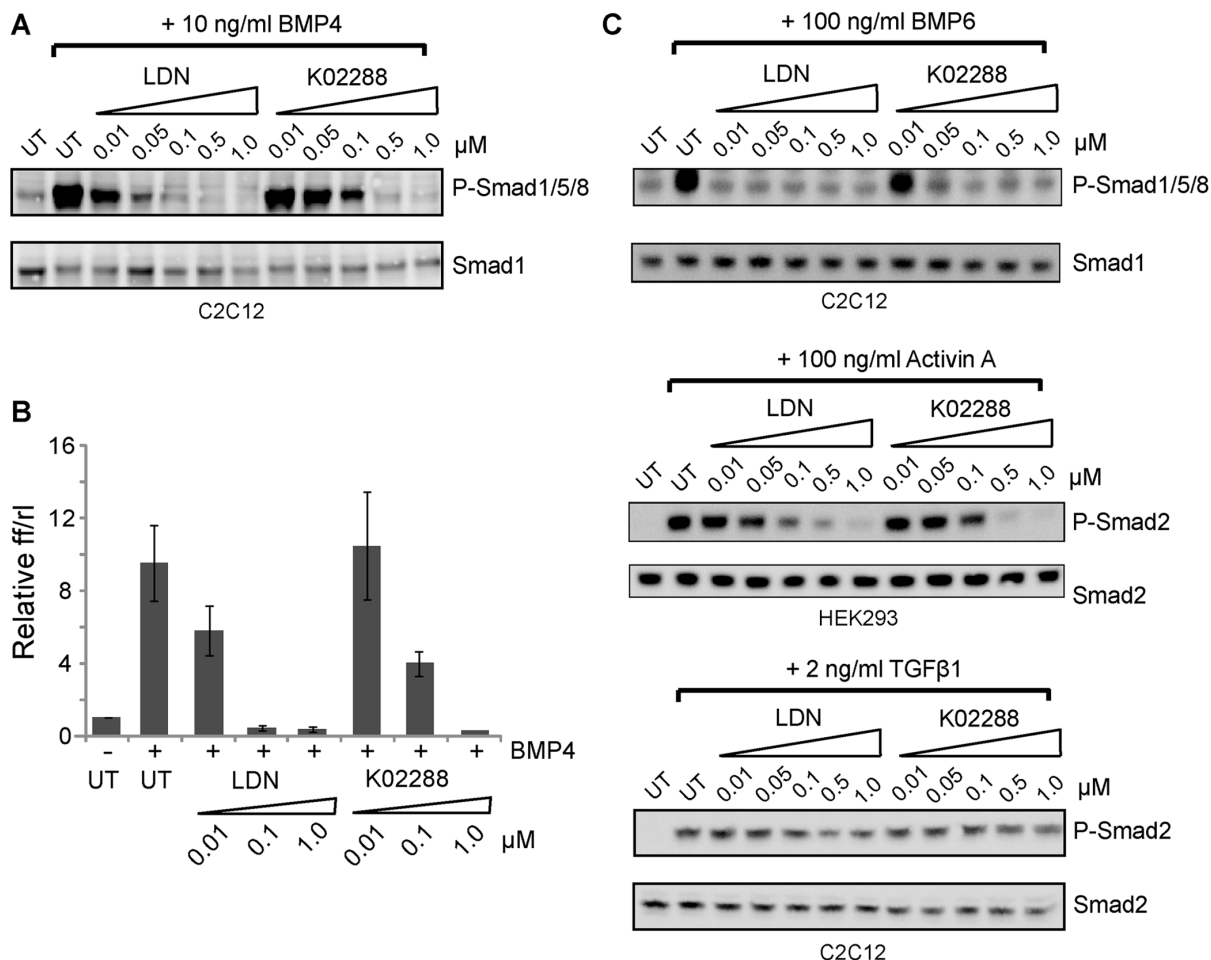 A
+ 10 ng/ml BMP4
LDN K02288
UT UT 0.01 0.05 0.1 0.5 1.0 0.01 0.05 0.1 0.5 1.0 µM
P-Smad1/5/8
Smad1
C2C12
B
Relative ff/rl
16
12
8
4
0
- + + + + + + + BMP4
UT UT LDN K02288
0.01 0.1 1.0 0.01 0.1 1.0 µM
C
+ 100 ng/ml BMP6
LDN K02288
UT UT 0.01 0.05 0.1 0.5 1.0 0.01 0.05 0.1 0.5 1.0 µM
P-Smad1/5/8
Smad1
C2C12
+ 100 ng/ml Activin A
LDN K02288
UT UT 0.01 0.05 0.1 0.5 1.0 0.01 0.05 0.1 0.5 1.0 µM
P-Smad2
Smad2
HEK293
+ 2 ng/ml TGFβ1
LDN K02288
UT UT 0.01 0.05 0.1 0.5 1.0 0.01 0.05 0.1 0.5 1.0 µM
P-Smad2
Smad2
C2C12